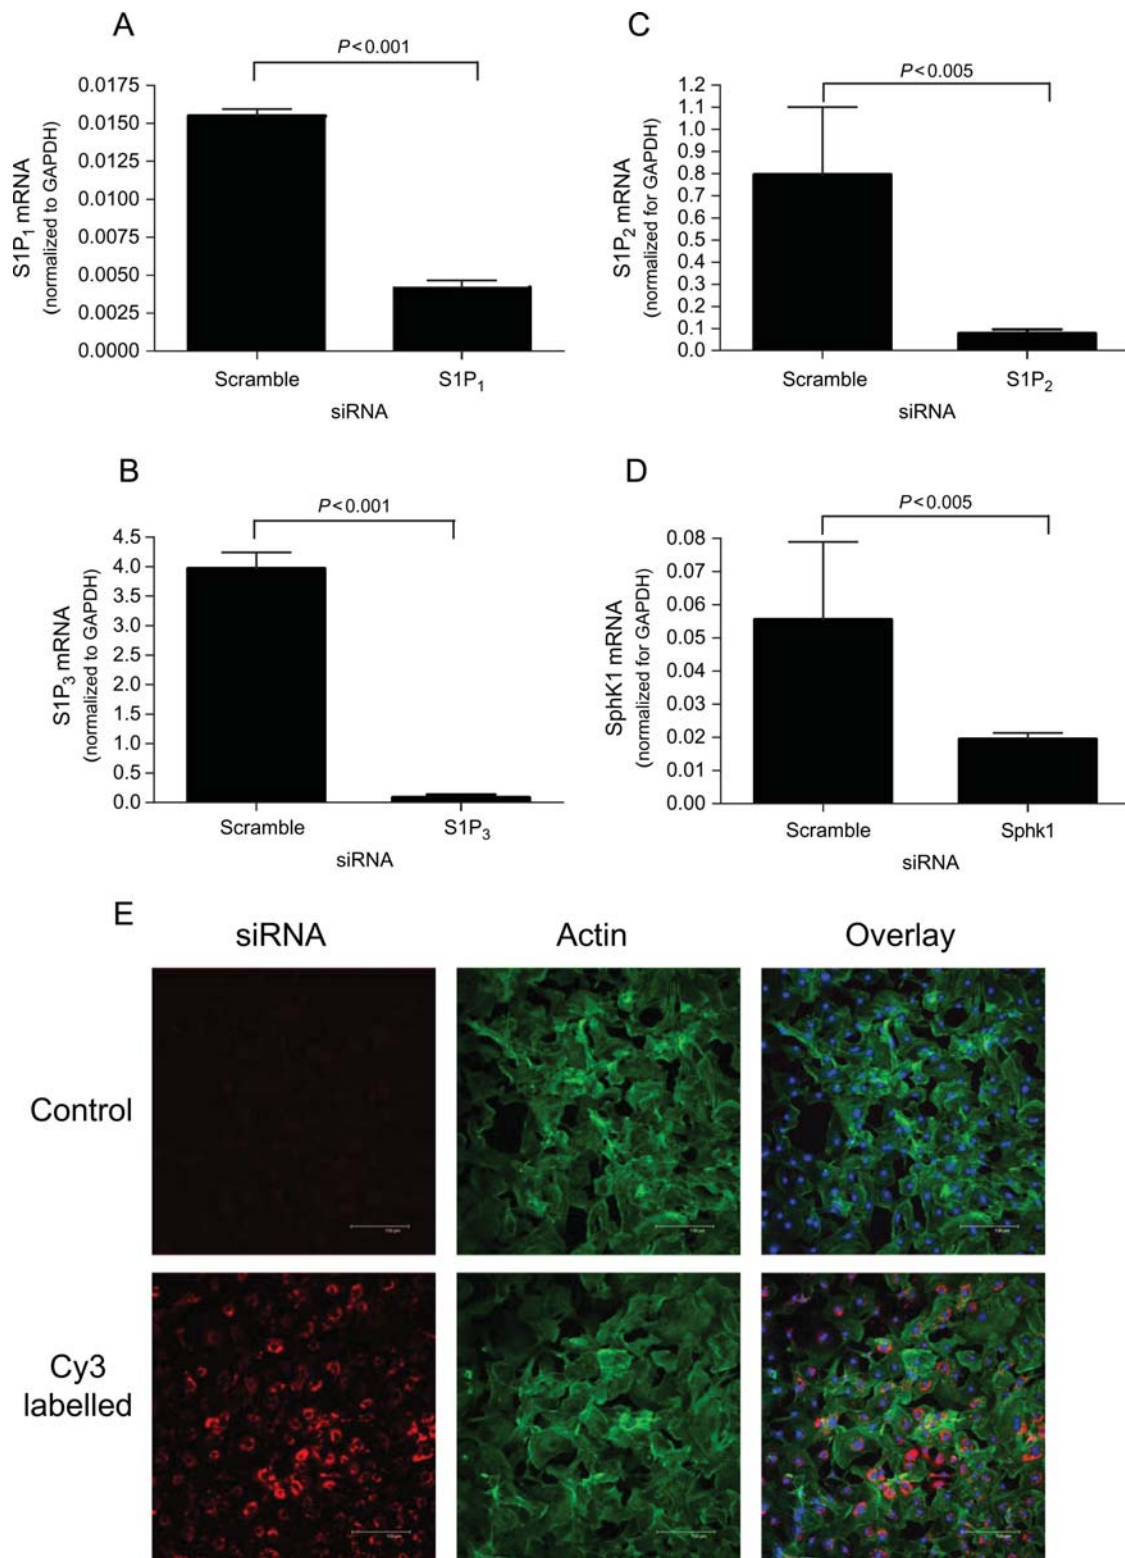 A
P<0.001
S1P1 mRNA
(normalized to GAPDH)
0.0175
0.0150
0.0125
0.0100
0.0075
0.0050
0.0025
0.0000
Scramble
S1P1
siRNA
C
P<0.005
S1P2 mRNA
(normalized for GAPDH)
1.2
1.1
1.0
0.9
0.8
0.7
0.6
0.5
0.4
0.3
0.2
0.1
0.0
Scramble
S1P2
siRNA
B
P<0.001
S1P3 mRNA
(normalized to GAPDH)
4.5
4.0
3.5
3.0
2.5
2.0
1.5
1.0
0.5
0.0
Scramble
S1P3
siRNA
D
P<0.005
SphK1 mRNA
(normalized for GAPDH)
0.08
0.07
0.06
0.05
0.04
0.03
0.02
0.01
0.00
Scramble
Sphk1
siRNA
E
siRNA
Actin
Overlay
Control
Cy3
labelled